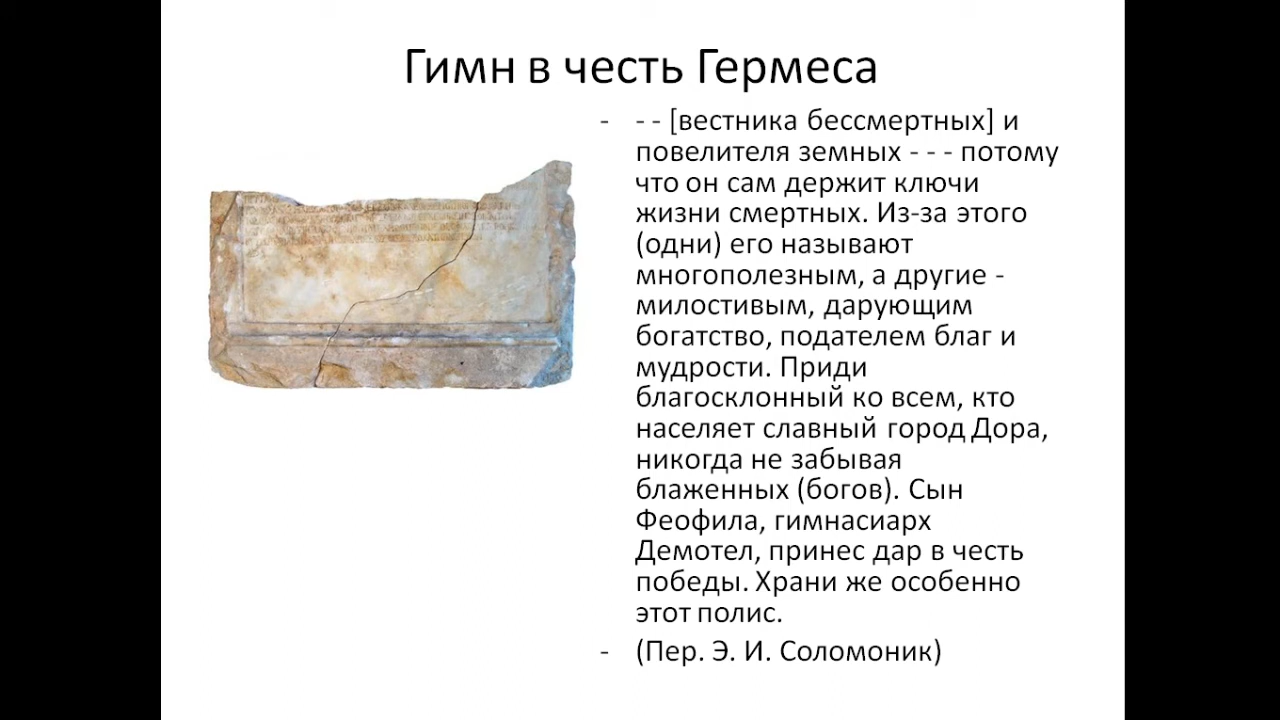 Гимн в честь Гермеса
- - - [вестника бессмертных] и
повелителя земных - - - потому
что он сам держит ключи
жизни смертных. Из-за этого
(одни) его называют
многополезным, а другие -
милостивым, дарующим
богатство, подателем благ и
мудрости. Приди
благосклонный ко всем, кто
населяет славный город Дора,
никогда не забывая
блаженных (богов). Сын
Феофила, гимнасиарх
Демотел, принес дар в честь
победы. Храни же особенно
этот полис.
- (Пер. Э. И. Соломоник)